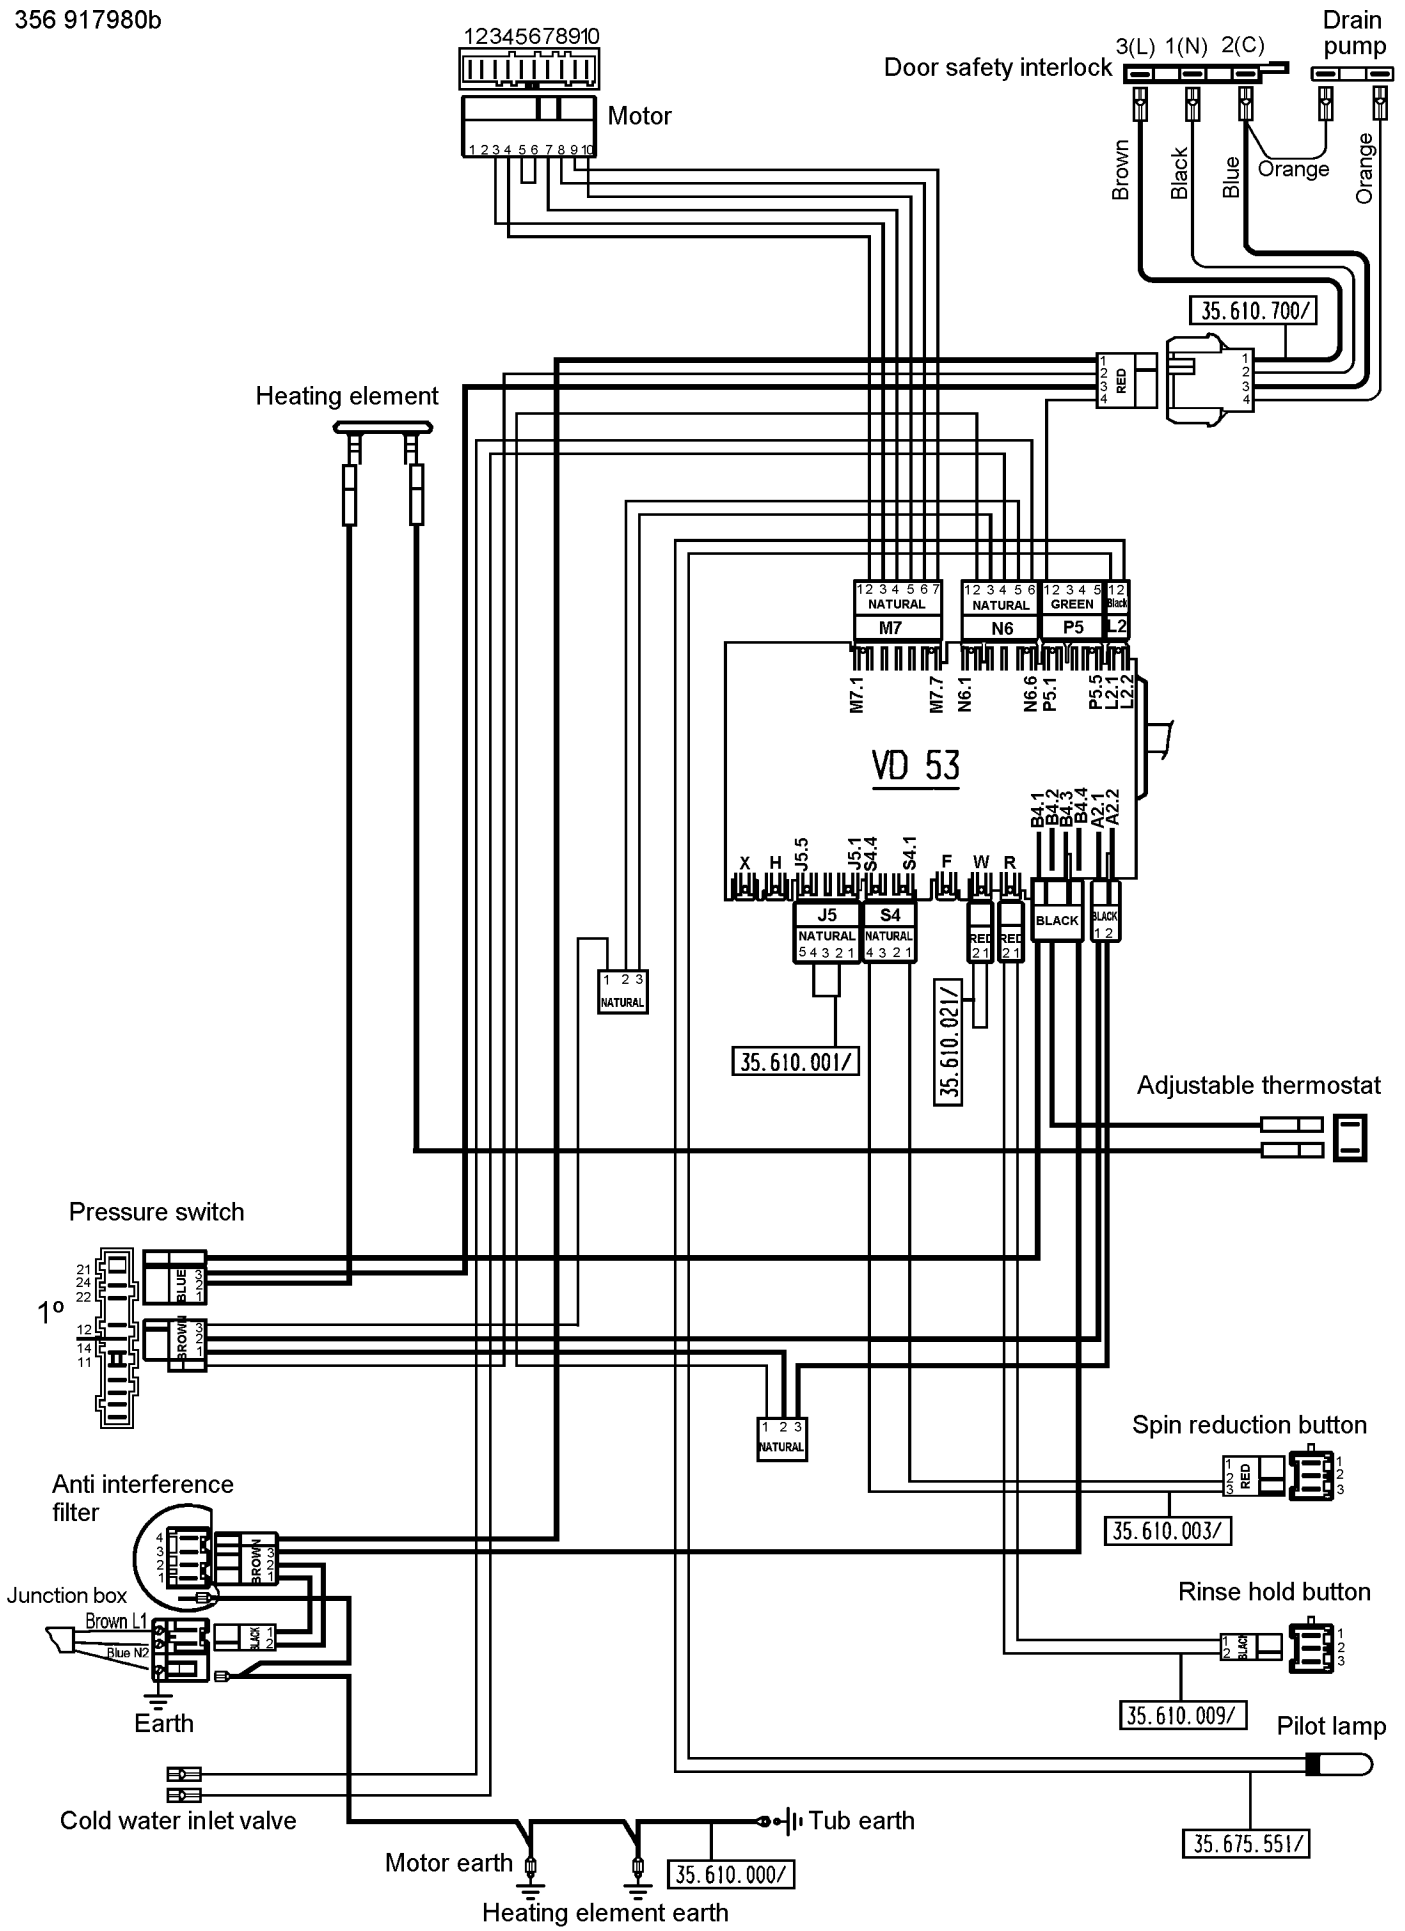 356 917980b
12345678910
Motor
1 2 3 4 5 6 7 8 9 10
Door safety interlock
3(L) 1(N) 2(C)
Drain
pump
Brown
Black
Blue
Orange
Orange
35.610.700/
1
2
3
4
RED
1
2
3
4
Heating element
1 2 3 4 5 6 7
NATURAL
M7
1 2 3 4 5 6
NATURAL
N6
1 2 3 4 5
GREEN
P5
1 2
Black
L2
M7.1
M7.7
N6.1
N6.6
P5.1
P5.5
L2.1
L2.2
VD 53
B4.1
B4.2
B4.3
B4.4
A2.1
A2.2
X
H
J5.5
J5.1
S4.4
S4.1
F
W
R
J5
NATURAL
5 4 3 2 1
S4
NATURAL
4 3 2 1
RED
2 1
RED
2 1
BLACK
BLACK
1 2
1 2 3
NATURAL
35.610.001/
35.610.021/
Adjustable thermostat
Pressure switch
21
24
22
1º
12
14
11
BLUE
3
2
1
BROWN
3
2
1
1 2 3
NATURAL
Spin reduction button
1
2
3
RED
1
2
3
35.610.003/
Anti interference
filter
4
3
2
1
BROWN
3
2
1
Junction box
Brown L1
Blue N2
BLACK
1
2
Earth
Rinse hold button
1
2
BLACK
1
2
3
35.610.009/
Pilot lamp
35.675.551/
Cold water inlet valve
Tub earth
Motor earth
35.610.000/
Heating element earth